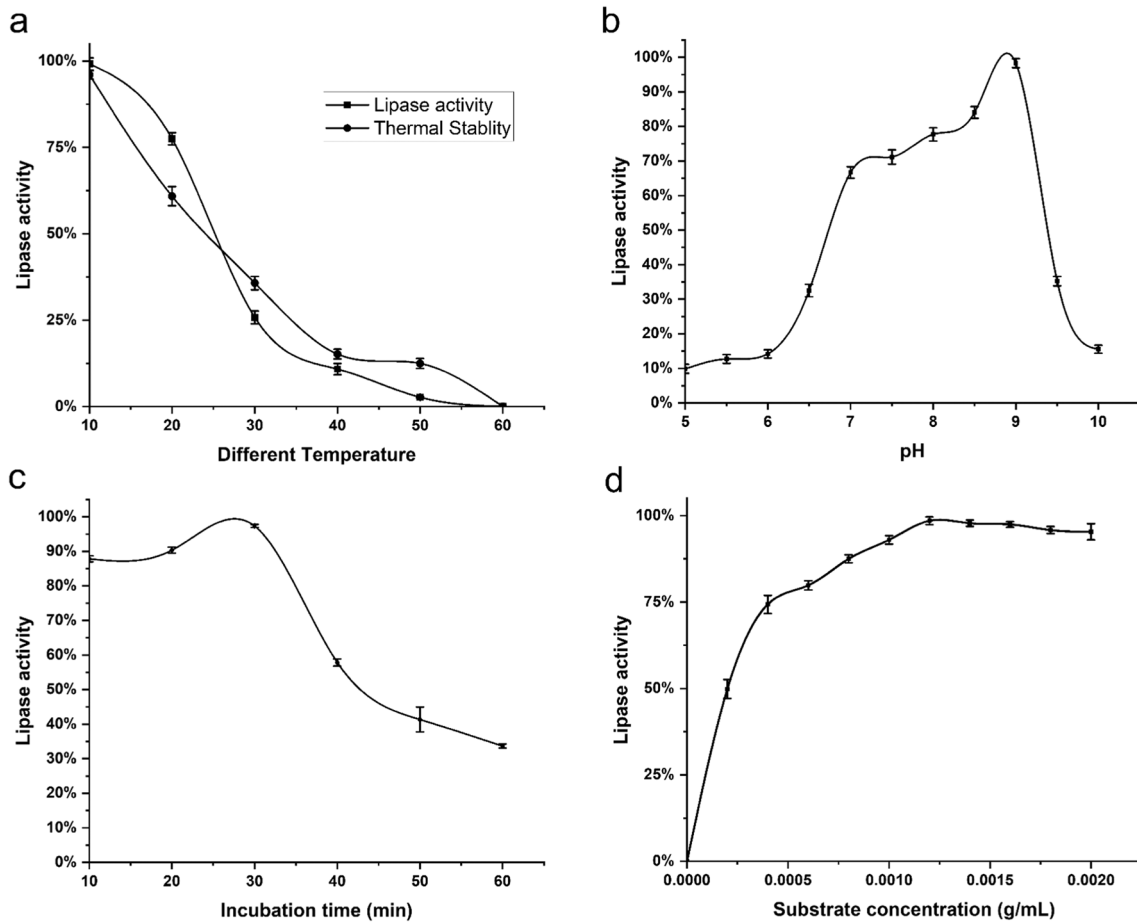 a
100%
75%
50%
25%
0%
Lipase activity
Lipase activity
Thermal Stablity
10 20 30 40 50 60
Different Temperature
b
100%
90%
80%
70%
60%
50%
40%
30%
20%
10%
0%
Lipase activity
5 6 7 8 9 10
pH
c
100%
90%
80%
70%
60%
50%
40%
30%
20%
10%
0%
Lipase activity
10 20 30 40 50 60
Incubation time (min)
d
100%
75%
50%
25%
0%
Lipase activity
0.0000 0.0005 0.0010 0.0015 0.0020
Substrate concentration (g/mL)